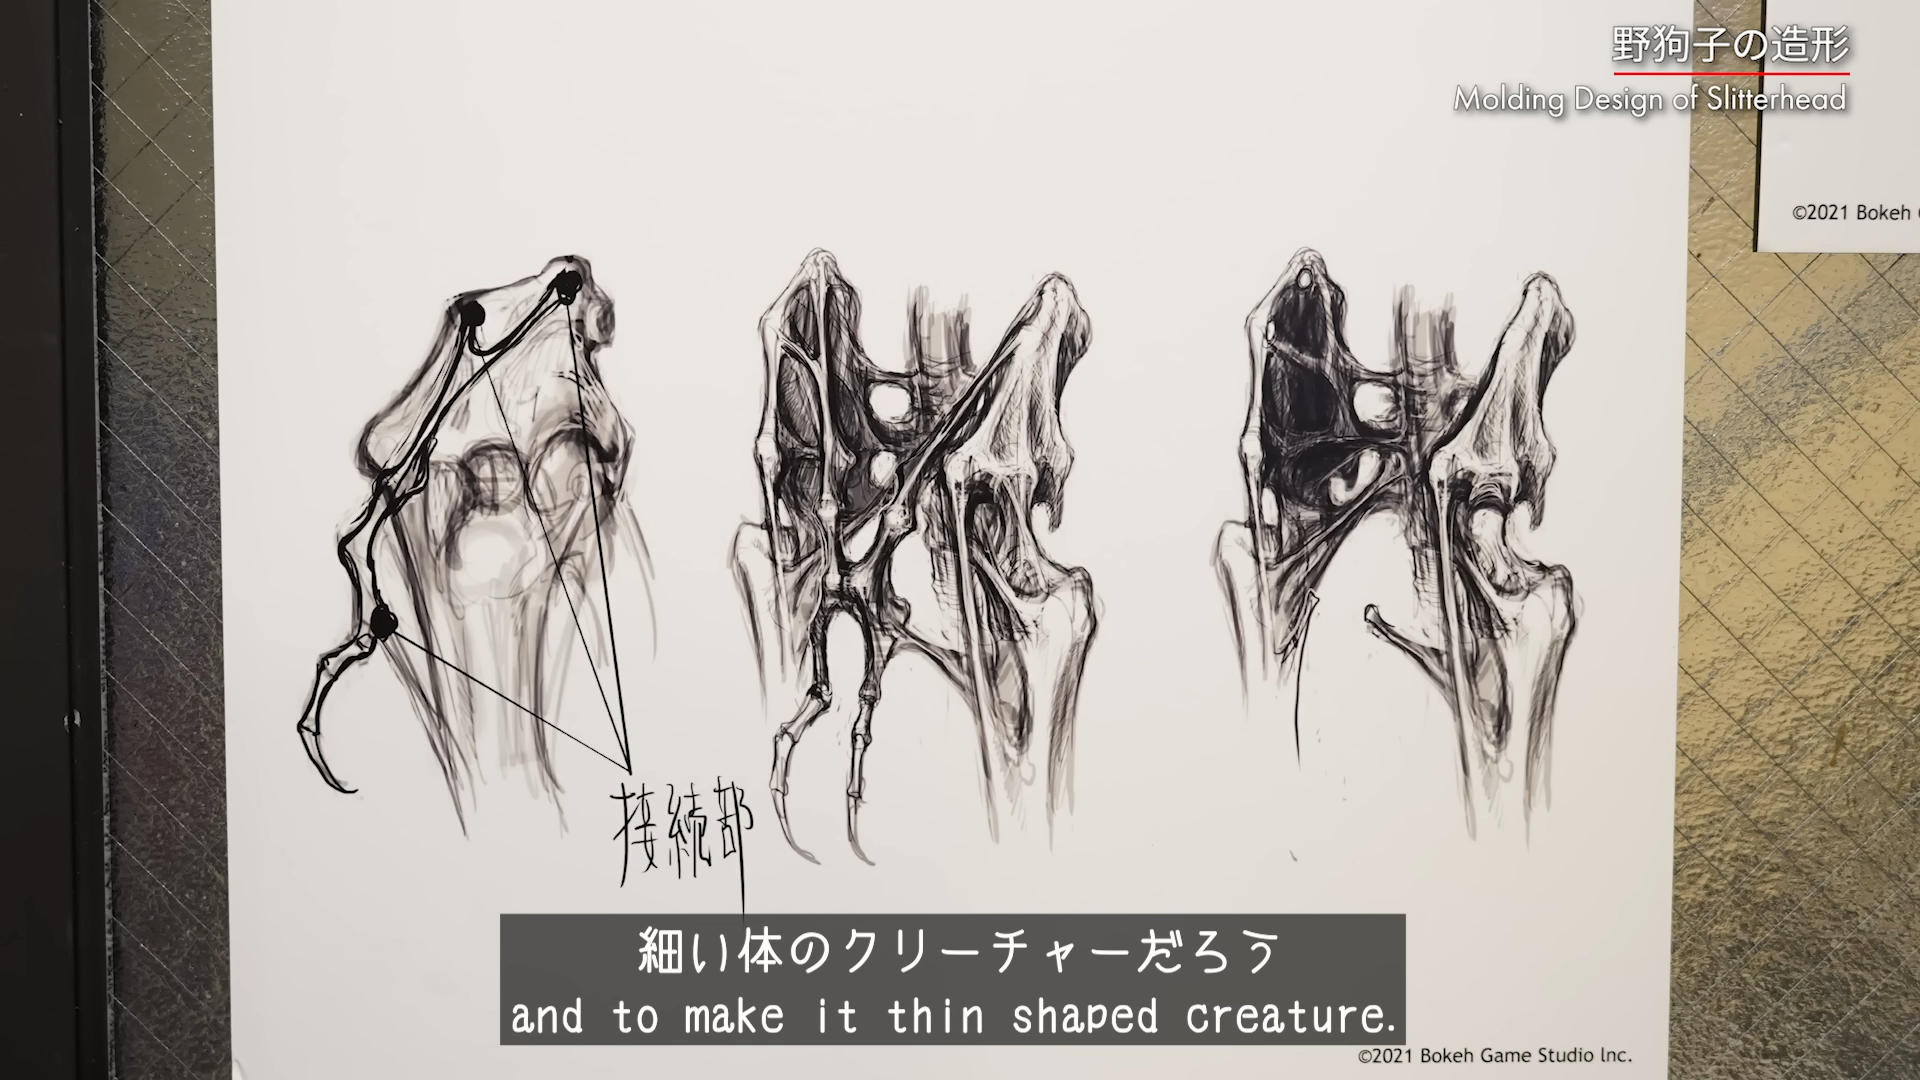 野狗子の造形
Molding Design of Slitterhead
©2021 Bokeh
接続部
細い体のクリーチャーだろう
and to make it thin shaped creature.
©2021 Bokeh Game Studio Inc.